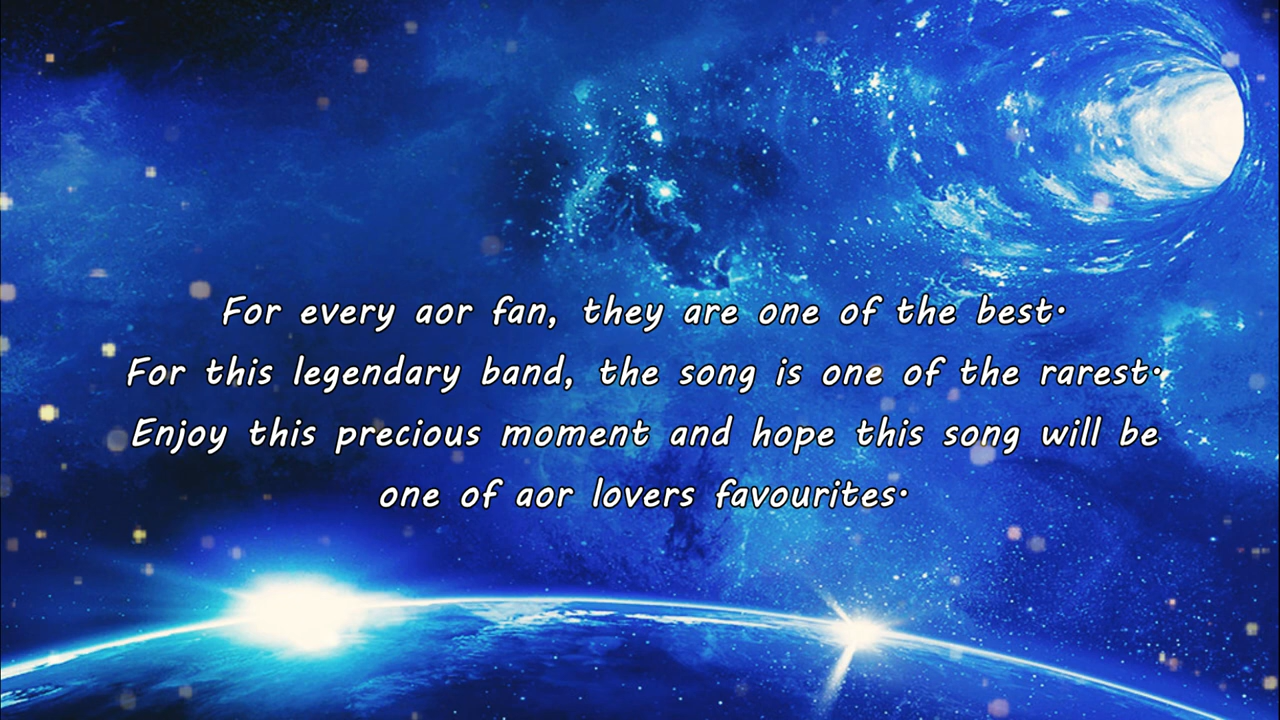 For every aor fan, they are one of the best.
For this legendary band, the song is one of the rarest.
Enjoy this precious moment and hope this song will be
one of aor lovers favourites.